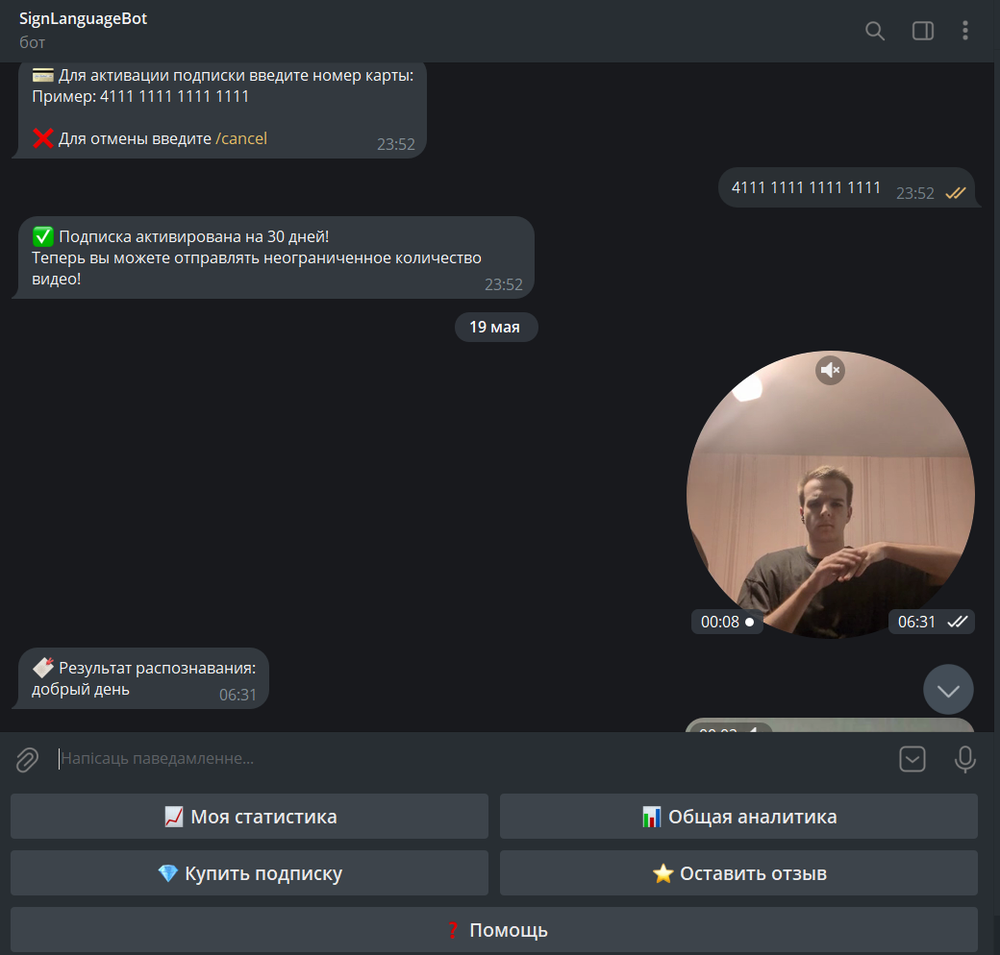 SignLanguageBot
бот
💳 Для активации подписки введите номер карты:
Пример: 4111 1111 1111 1111
❌ Для отмены введите /cancel
23:52
4111 1111 1111 1111 23:52
✅ Подписка активирована на 30 дней!
Теперь вы можете отправлять неограниченное количество
видео!
23:52
19 мая
00:08
06:31
Результат распознавания:
добрый день 06:31
Напісаць паведамленне...
Моя статистика
Общая аналитика
Купить подписку
Оставить отзыв
❓ Помощь